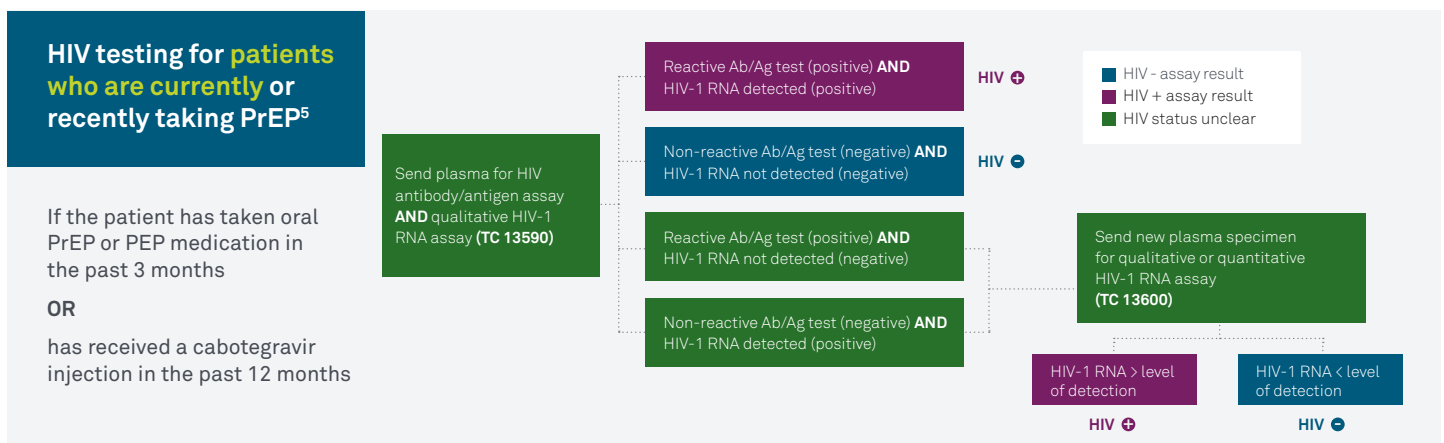 HIV testing for patients
who are currently or
recently taking PrEP5
If the patient has taken oral
PrEP or PEP medication in
the past 3 months
OR
has received a cabotegravir
injection in the past 12 months
Send plasma for HIV
antibody/antigen assay
AND qualitative HIV-1
RNA assay (TC 13590)
Reactive Ab/Ag test (positive) AND
HIV-1 RNA detected (positive)
HIV +
Non-reactive Ab/Ag test (negative) AND
HIV-1 RNA not detected (negative)
HIV -
Reactive Ab/Ag test (positive) AND
HIV-1 RNA not detected (negative)
Non-reactive Ab/Ag test (negative) AND
HIV-1 RNA detected (positive)
HIV - assay result
HIV + assay result
HIV status unclear
Send new plasma specimen
for qualitative or quantitative
HIV-1 RNA assay
(TC 13600)
HIV-1 RNA > level
of detection
HIV +
HIV-1 RNA < level
of detection
HIV -